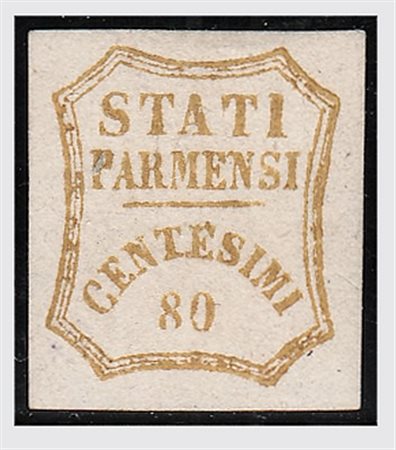 STATI
PARMENSI
CENTESIMI
80